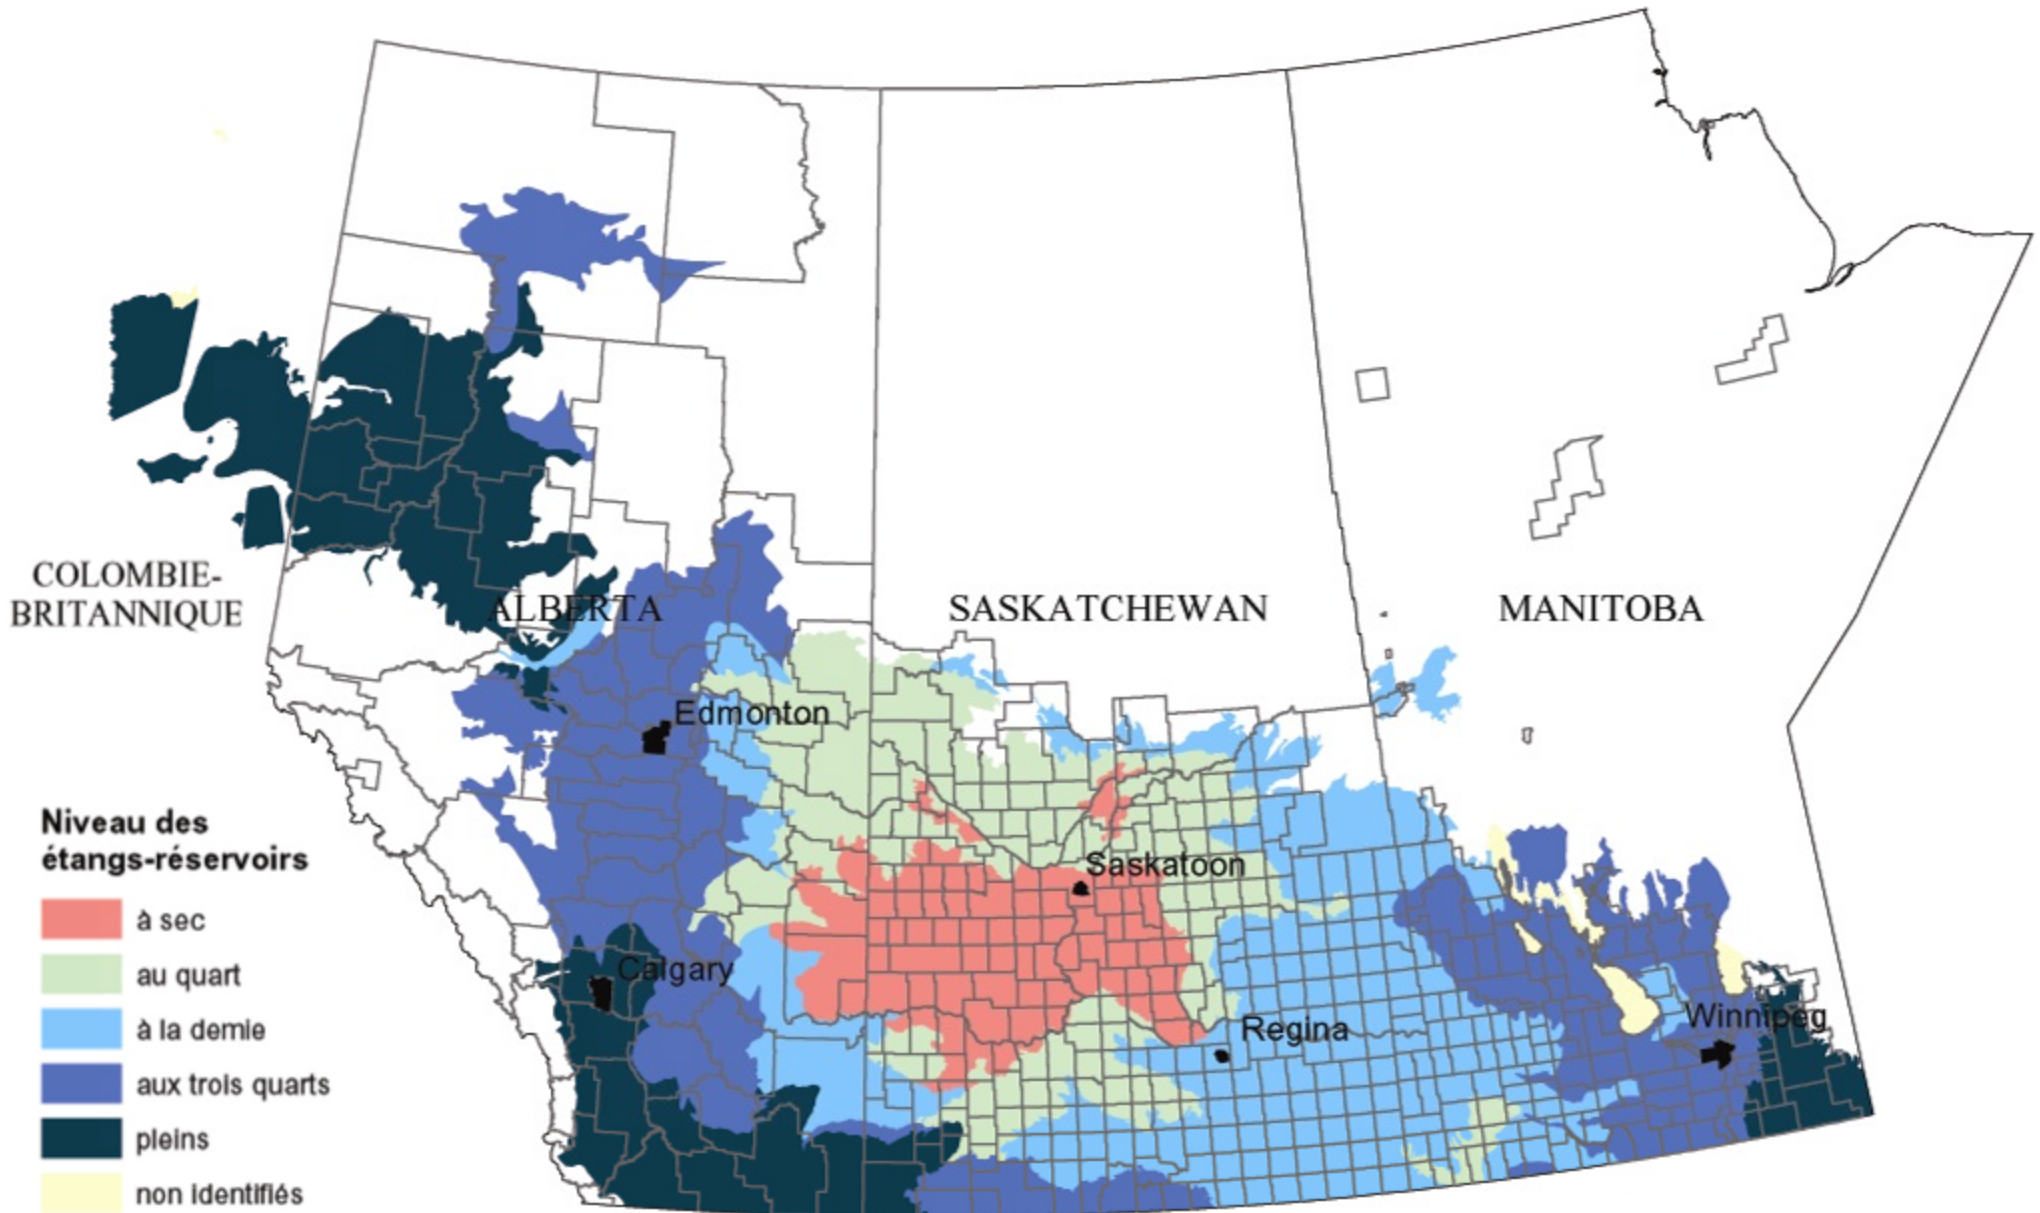 COLOMBIE-
BRITANNIQUE
ALBERTA
SASKATCHEWAN
MANITOBA
Edmonton
Saskatoon
Calgary
Regina
Winnipeg
Niveau des
étangs-réservoirs
à sec
au quart
à la demie
aux trois quarts
pleins
non identifiés